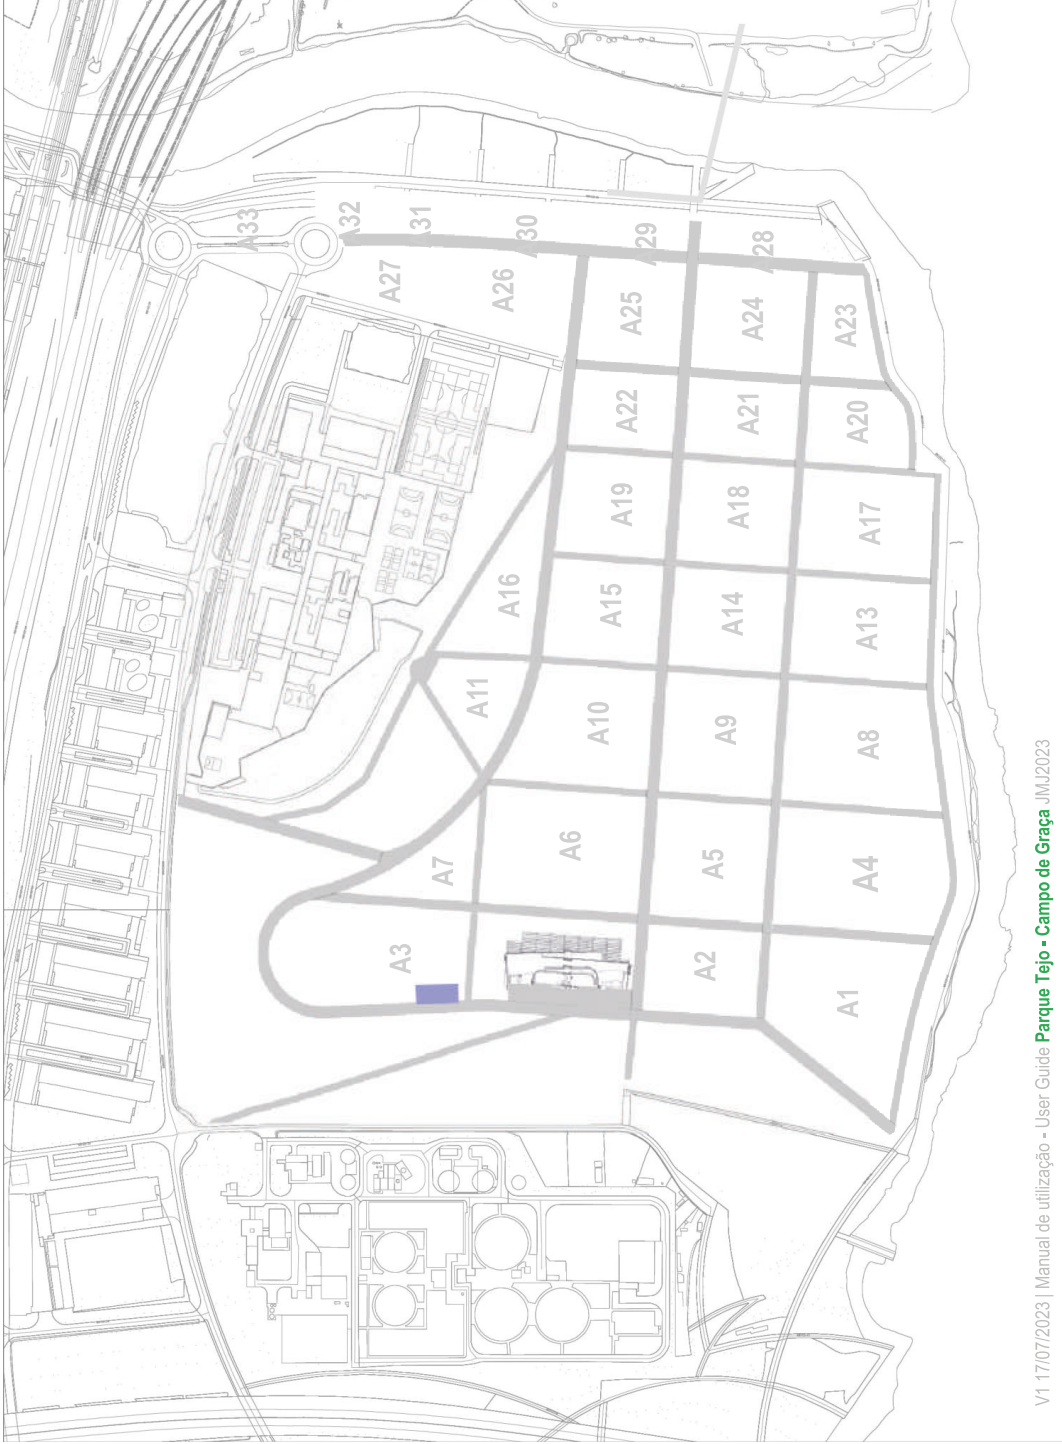 A33
A32
A31
A30
A29
A28
A27
A26
A25
A24
A23
A22
A21
A20
A19
A18
A17
A16
A15
A14
A13
A11
A10
A9
A8
A7
A6
A5
A4
A3
A2
A1
V1 17/07/2023 | Manual de utilização - User Guide Parque Tejo - Campo de Graça JMJ2023